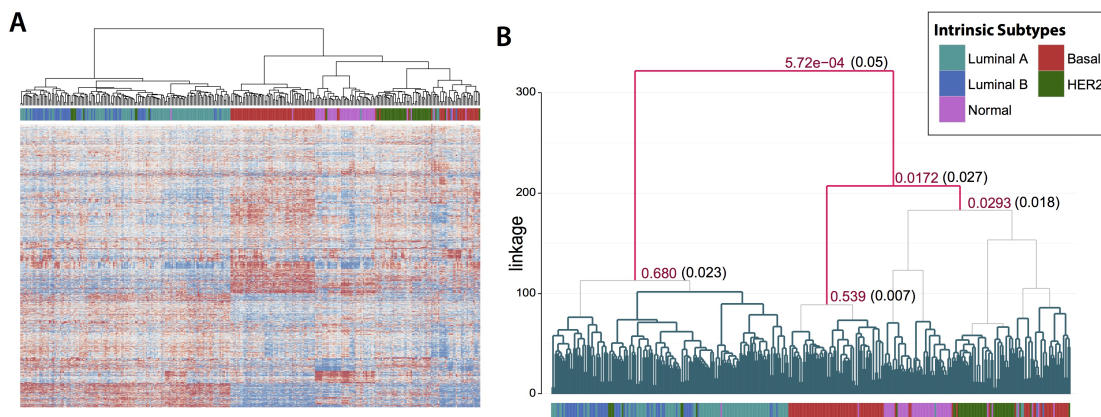 A
B
Intrinsic Subtypes
Luminal A
Basal
Luminal B
HER2
Normal
5.72e−04 (0.05)
300
0.0172 (0.027)
200
0.0293 (0.018)
linkage
0.680 (0.023)
0.539 (0.007)
100
0